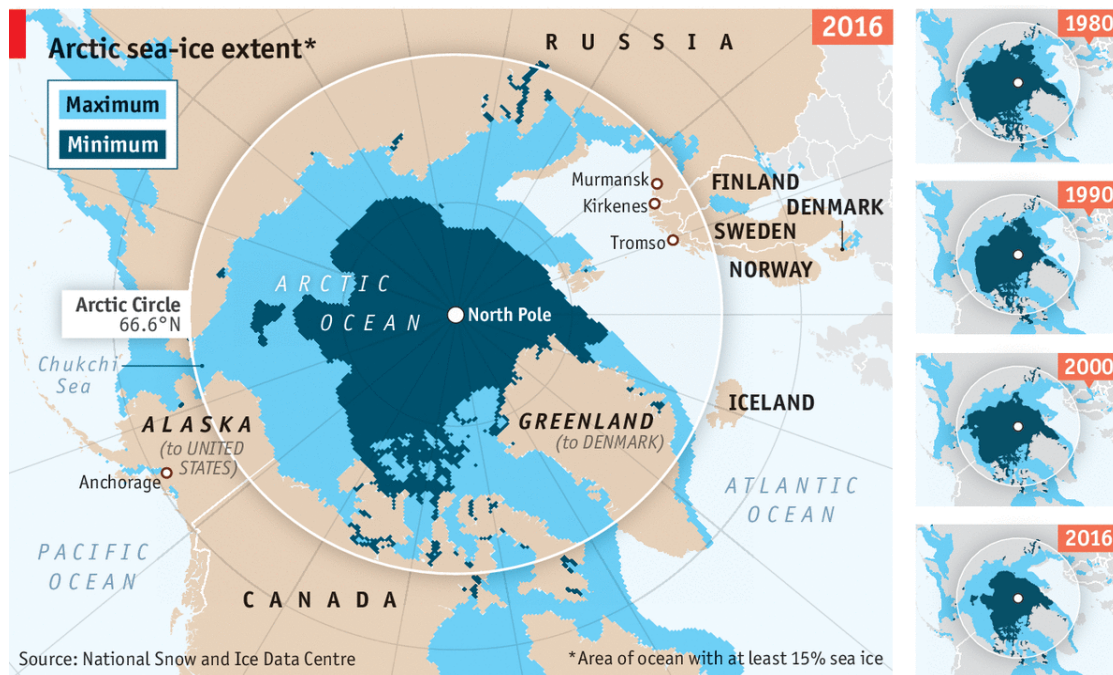 Arctic sea-ice extent*
Maximum
Minimum
2016
RUSSIA
Murmansk
Kirkenes
Tromso
FINLAND
DENMARK
SWEDEN
NORWAY
ARCTIC
OCEAN
North Pole
Arctic Circle
66.6°N
Chukchi
Sea
ALASKA
(to UNITED
STATES)
Anchorage
GREENLAND
(to DENMARK)
ICELAND
ATLANTIC
OCEAN
PACIFIC
OCEAN
CANADA
Source: National Snow and Ice Data Centre
*Area of ocean with at least 15% sea ice
1980
1990
2000
2016